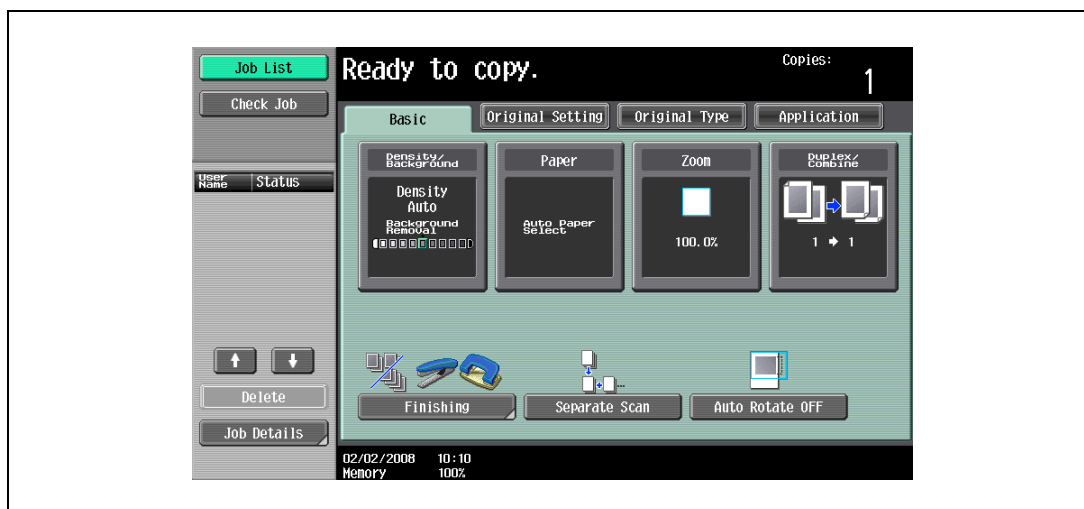 Job List
Check Job
User Name
Status
Delete
Job Details
Ready to copy.
Copies:
1
Basic
Original Setting
Original Type
Application
Density/
Background
Density
Auto
Background
Removal
Paper
Auto Paper
Select
Zoom
100.0%
Duplex/
Combine
1 ➔ 1
Finishing
Separate Scan
Auto Rotate OFF
02/02/2008 10:10
Memory 100%